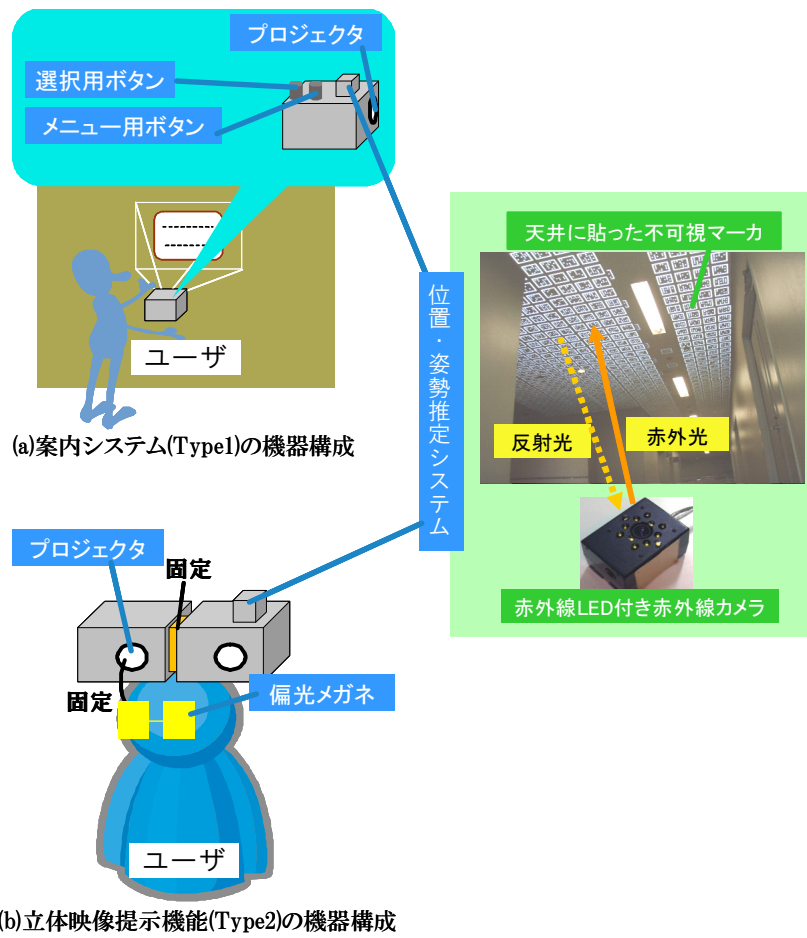 プロジェクタ
選択用ボタン
メニュー用ボタン
ユーザ
(a)案内システム(Type1)の機器構成
位置・姿勢推定システム
天井に貼った不可視マーカ
反射光
赤外光
赤外線LED付き赤外線カメラ
プロジェクタ
固定
固定
偏光メガネ
ユーザ
(b)立体映像提示機能(Type2)の機器構成